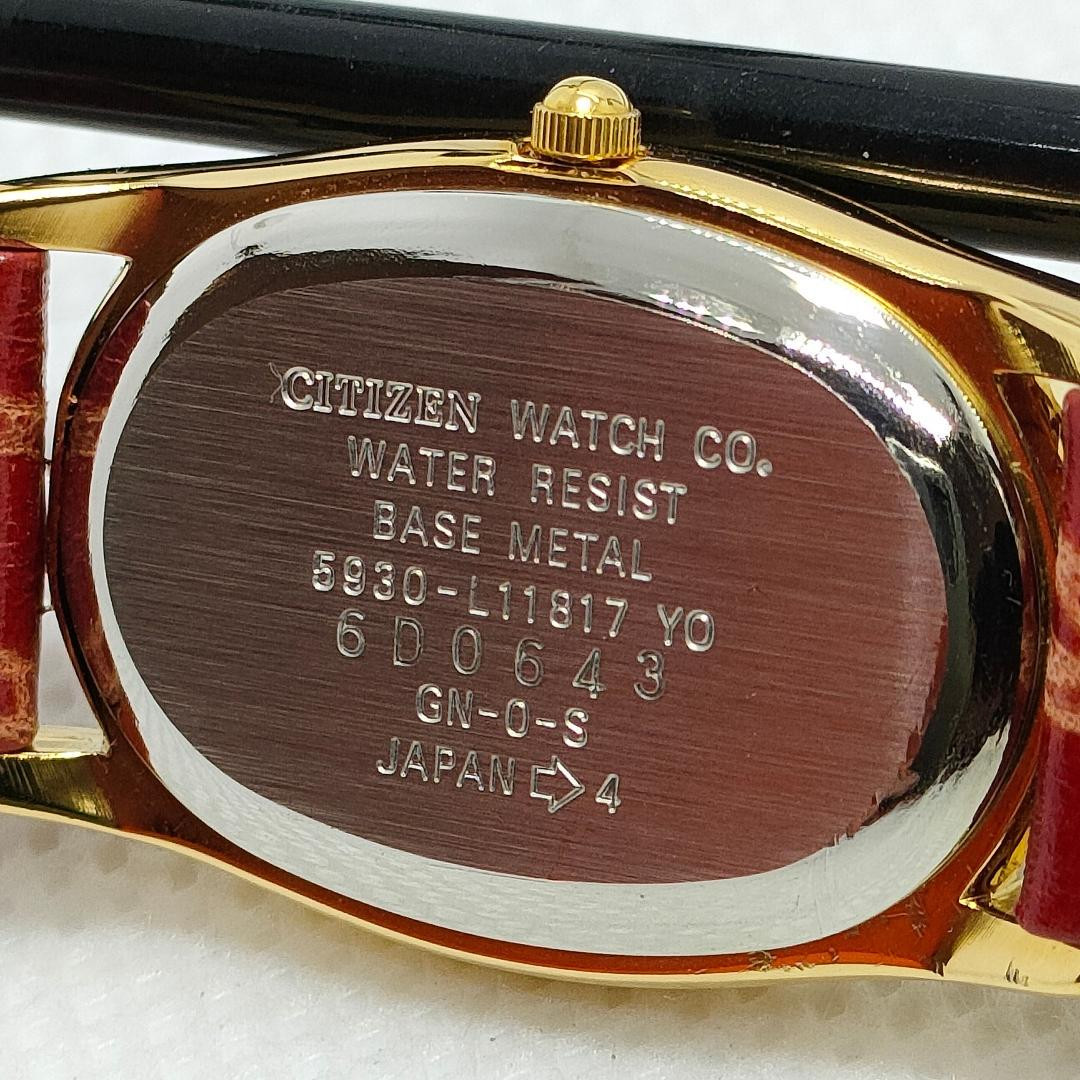 CITIZEN WATCH CO.
WATER RESIST
BASE METAL
5930-L11817 YO
6D0643
GN-0-S
JAPAN ⇨ 4